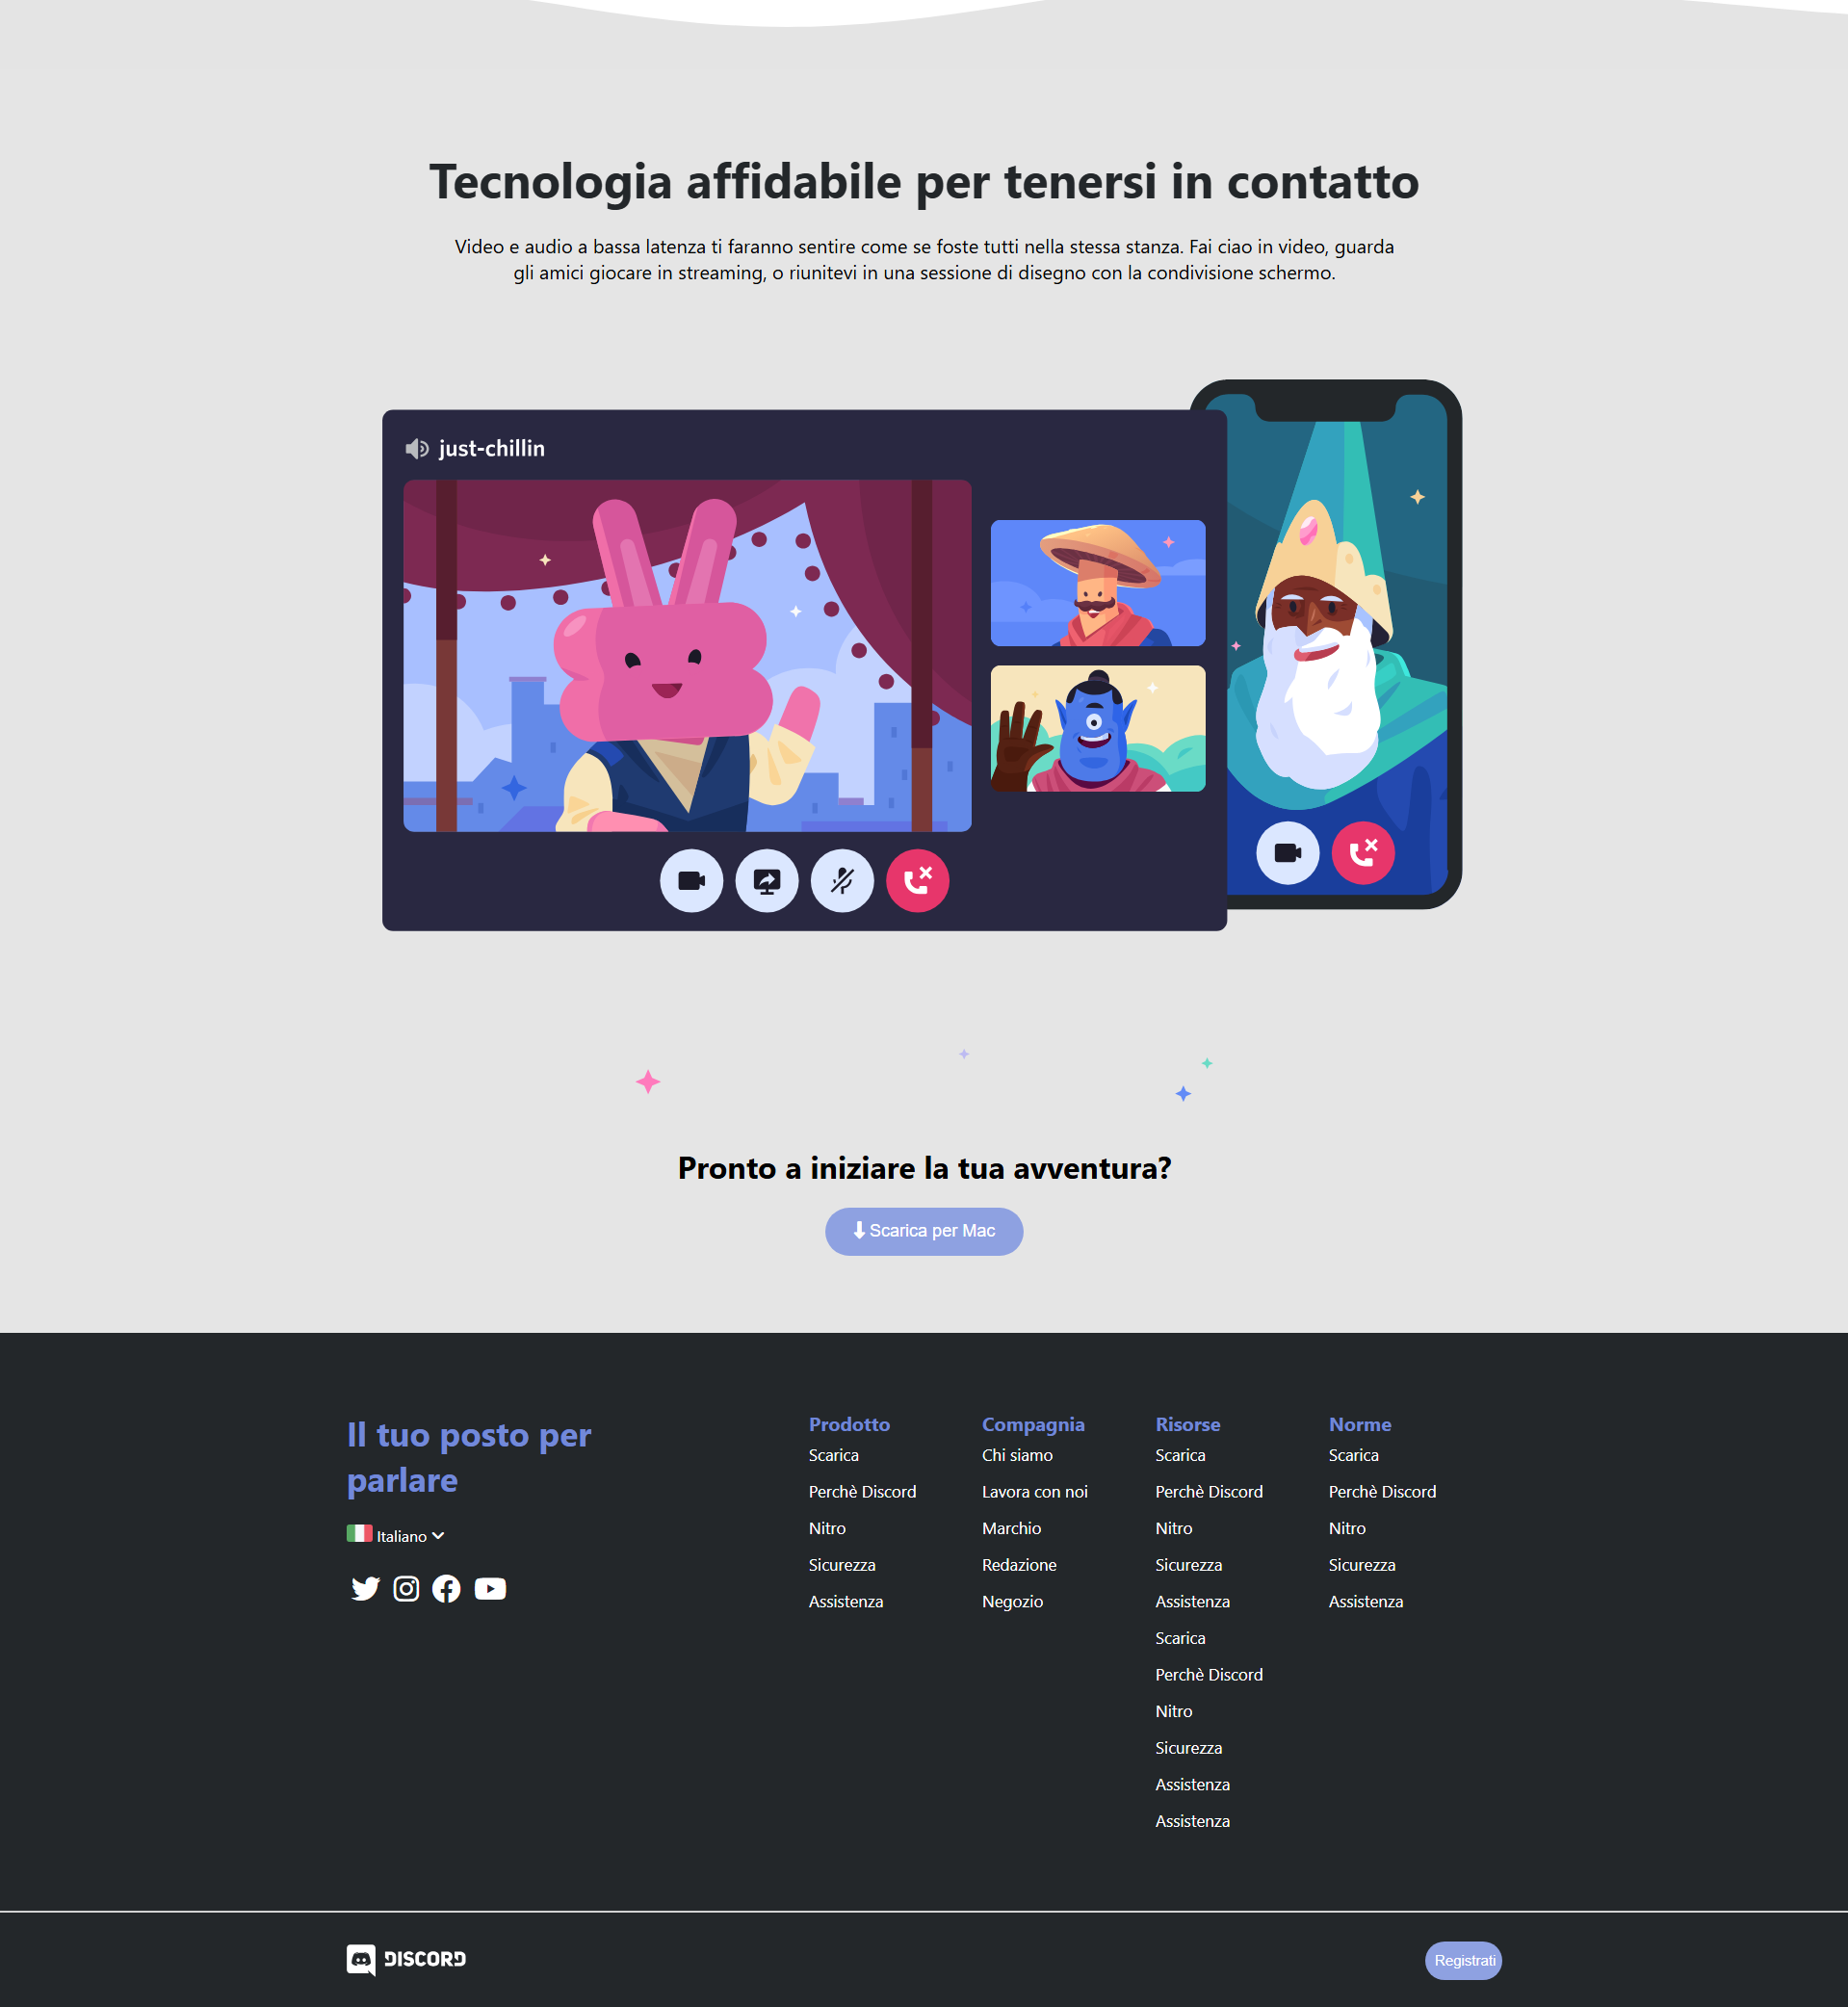 Tecnologia affidabile per tenersi in contatto
Video e audio a bassa latenza ti faranno sentire come se foste tutti nella stessa stanza. Fai ciao in video, guarda
gli amici giocare in streaming, o riunitevi in una sessione di disegno con la condivisione schermo.
just-chillin
Pronto a iniziare la tua avventura?
Scarica per Mac
Il tuo posto per
parlare
Italiano
Prodotto
Scarica
Perchè Discord
Nitro
Sicurezza
Assistenza
Compagnia
Chi siamo
Lavora con noi
Marchio
Redazione
Negozio
Risorse
Scarica
Perchè Discord
Nitro
Sicurezza
Assistenza
Scarica
Perchè Discord
Nitro
Sicurezza
Assistenza
Assistenza
Norme
Scarica
Perchè Discord
Nitro
Sicurezza
Assistenza
DISCORD
Registrati